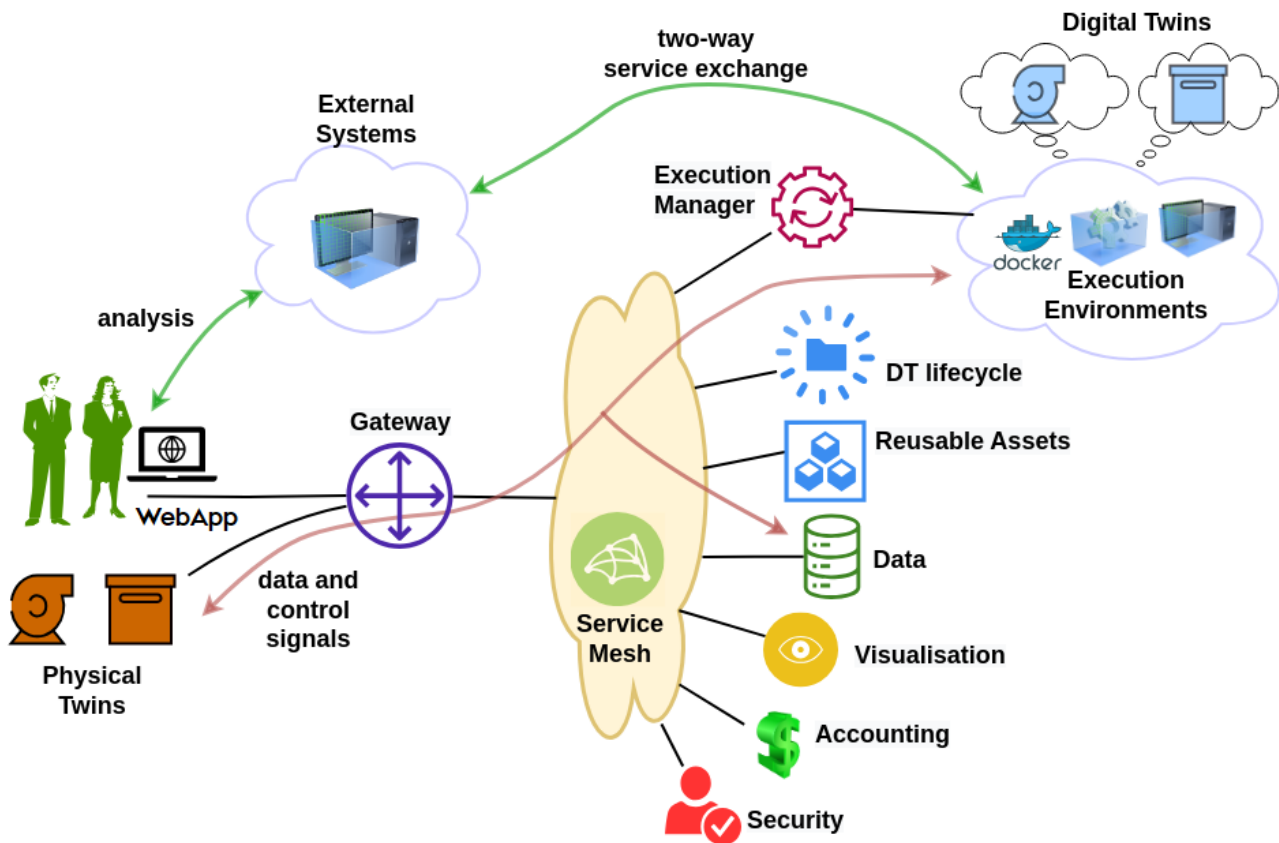 Digital Twins
two-way
service exchange
External
Systems
Execution
Manager
docker
Execution
Environments
analysis
DT lifecycle
Gateway
Reusable Assets
WebApp
Data
data and
control
signals
Service
Mesh
Visualisation
Physical
Twins
Accounting
Security